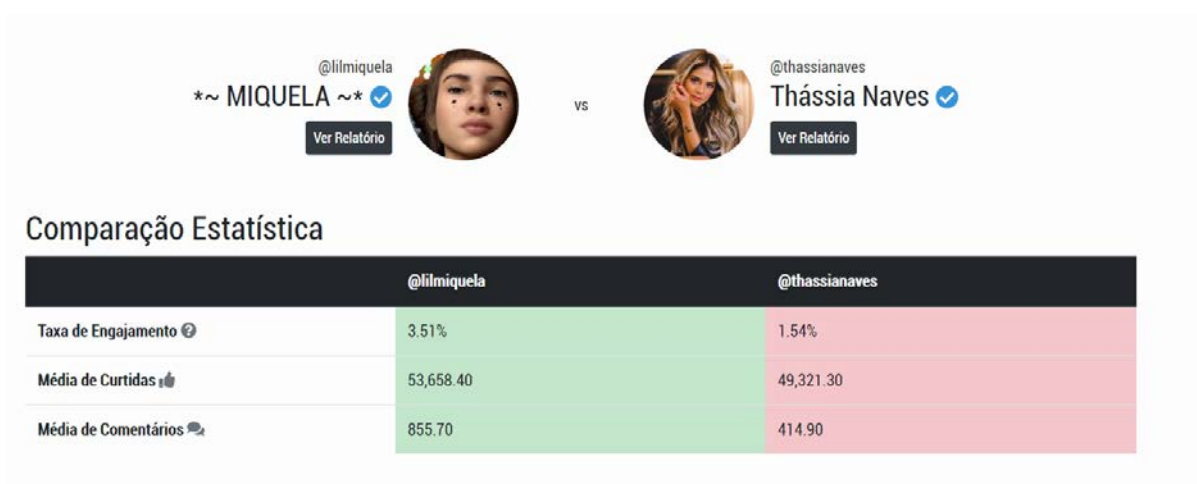 @lilmiquela
*~ MIQUELA ~*
Ver Relatório
vs
@thassianaves
Thássia Naves
Ver Relatório
Comparação Estatística
@lilmiquela @thassianaves
Taxa de Engajamento 3.51% 1.54%
Média de Curtidas 53,658.40 49,321.30
Média de Comentários 855.70 414.90